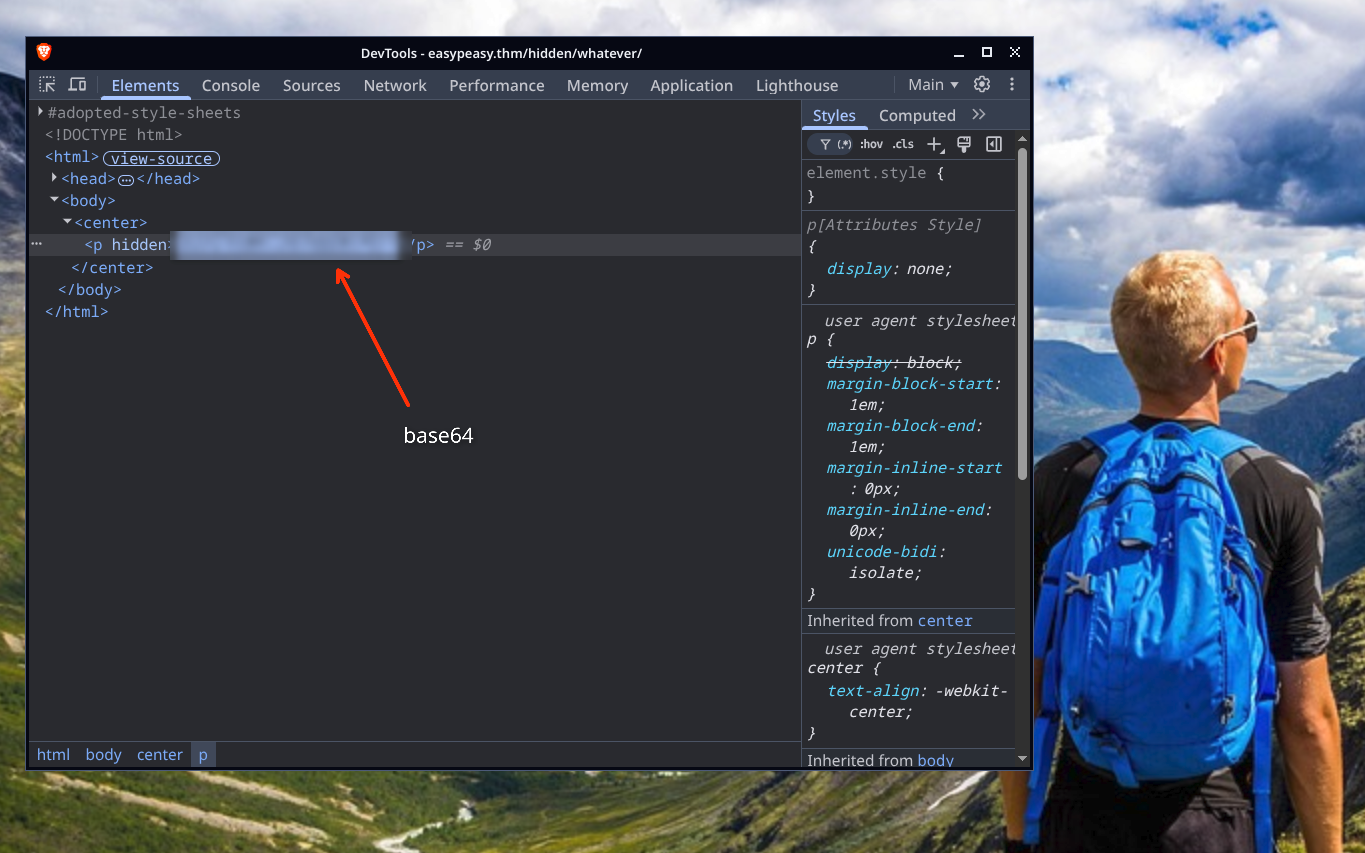 DevTools - easypeasy.thm/hidden/whatever/
Elements Console Sources Network Performance Memory Application Lighthouse Main
#adopted-style-sheets
<!DOCTYPE html>
<html> view-source
<head> ⋯ </head>
<body>
<center>
<p hidden> /p> == $0
</center>
</body>
</html>
base64
html body center p
Styles Computed >>
(.*) :hov .cls
element.style {
}
p[Attributes Style]
{
display: none;
}
user agent stylesheet
p {
display: block;
margin-block-start:
1em;
margin-block-end:
1em;
margin-inline-start
: 0px;
margin-inline-end:
0px;
unicode-bidi:
isolate;
}
Inherited from center
user agent stylesheet
center {
text-align: -webkit-
center;
}
Inherited from body